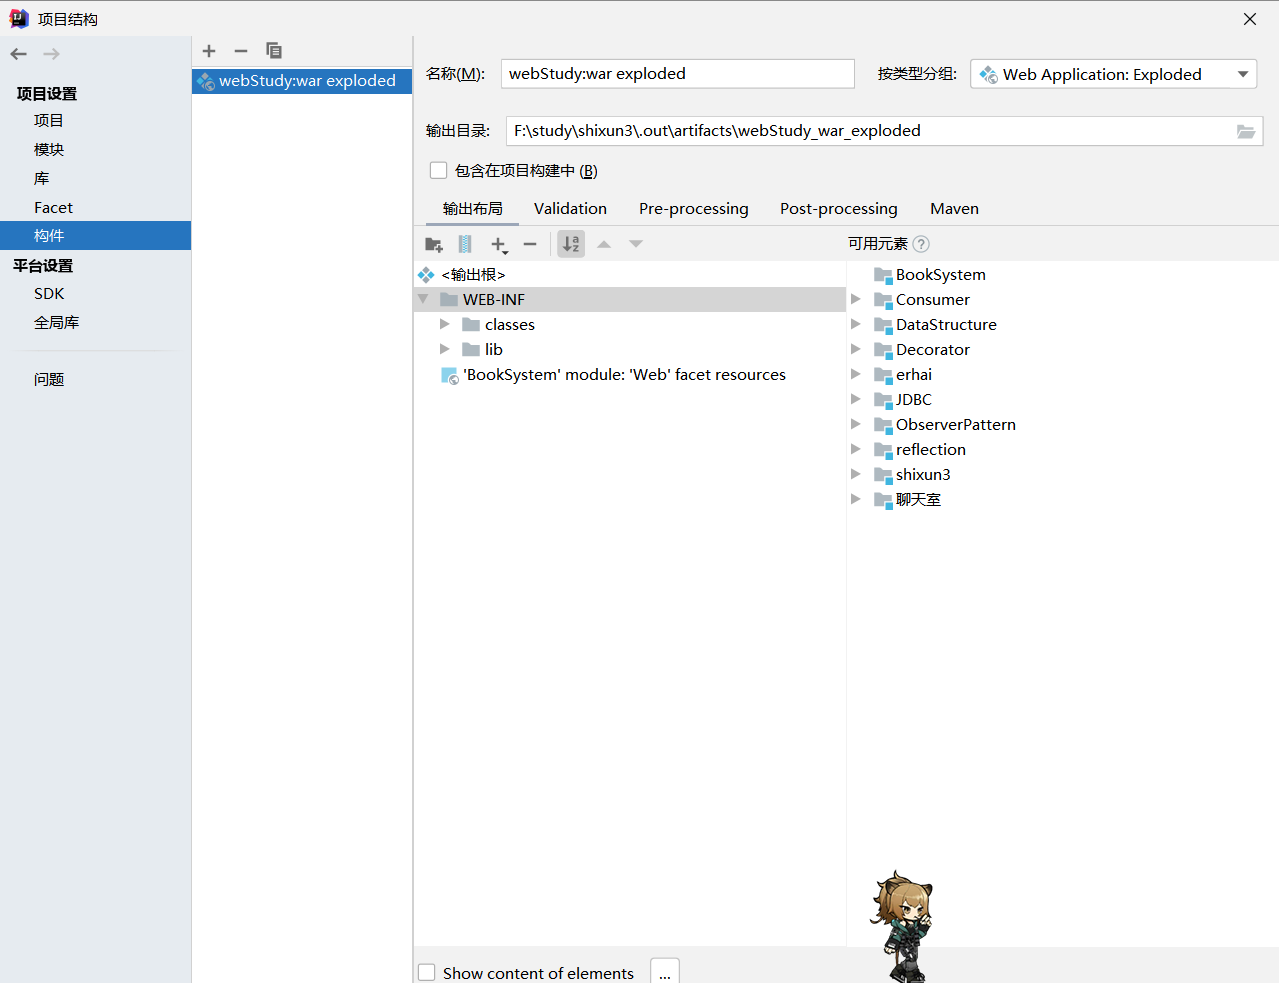 项目结构
项目设置
项目
模块
库
Facet
构件
平台设置
SDK
全局库
问题
webStudy:war exploded
名称(M): webStudy:war exploded 按类型分组: Web Application: Exploded
输出目录: F:\study\shixun3\.out\artifacts\webStudy_war_exploded
包含在项目构建中 (B)
输出布局 Validation Pre-processing Post-processing Maven
<输出根>
WEB-INF
classes
lib
'BookSystem' module: 'Web' facet resources
可用元素
BookSystem
Consumer
DataStructure
Decorator
erhai
JDBC
ObserverPattern
reflection
shixun3
聊天室
Show content of elements ...